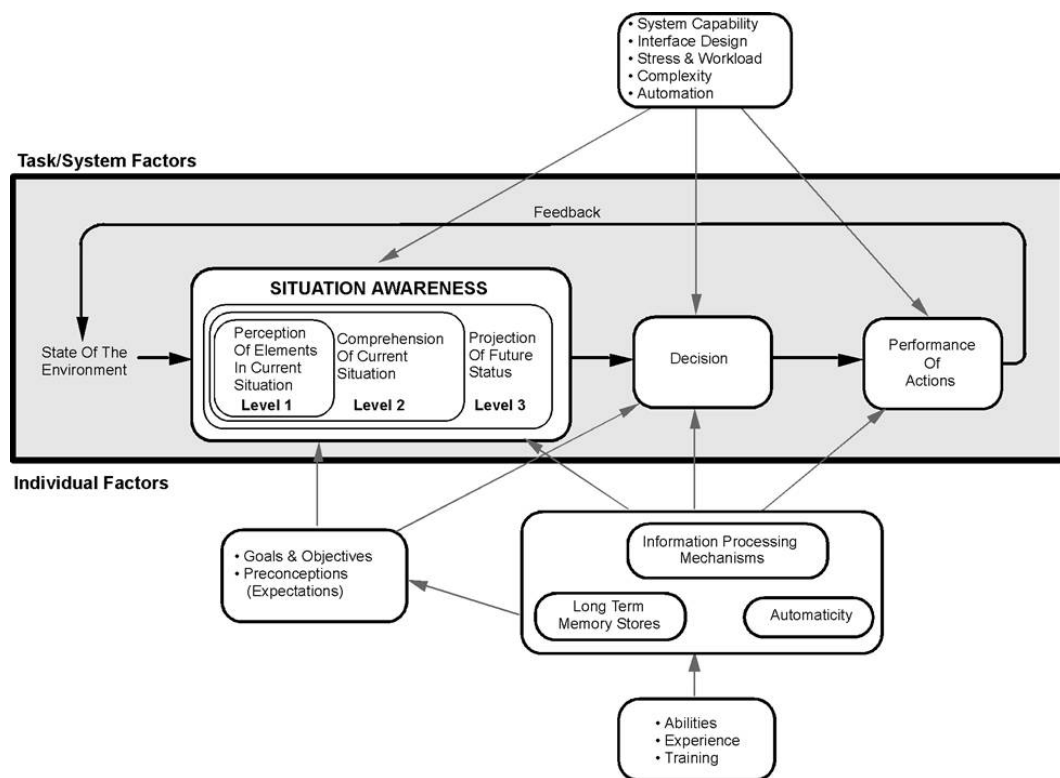 • System Capability
• Interface Design
• Stress & Workload
• Complexity
• Automation
Task/System Factors
Feedback
SITUATION AWARENESS
Perception
Of Elements
In Current
Situation
Level 1
Comprehension
Of Current
Situation
Level 2
Projection
Of Future
Status
Level 3
State Of The
Environment
Decision
Performance
Of
Actions
Individual Factors
• Goals & Objectives
• Preconceptions
(Expectations)
Information Processing
Mechanisms
Long Term
Memory Stores
Automaticity
• Abilities
• Experience
• Training